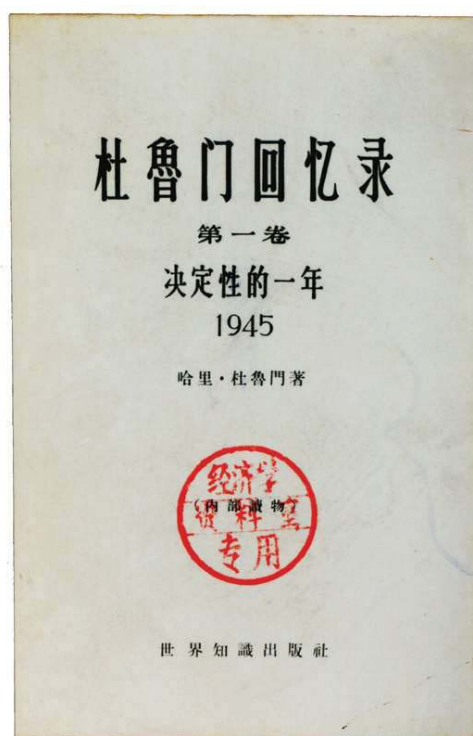 杜魯门回忆录
第一卷
决定性的一年
1945
哈里·杜魯門著
经济学
(内部讀物)
资料室
专用
世界知識出版社